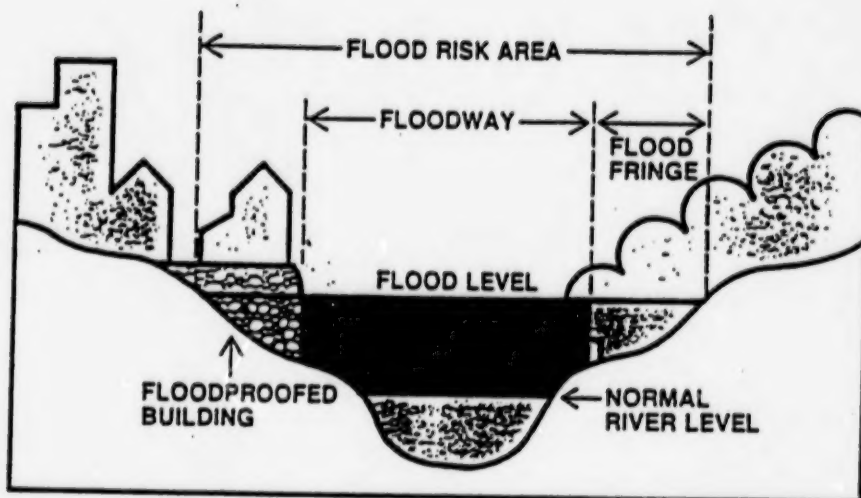 FLOOD RISK AREA
FLOODWAY
FLOOD
FRINGE
FLOOD LEVEL
FLOODPROOFED
BUILDING
NORMAL
RIVER LEVEL